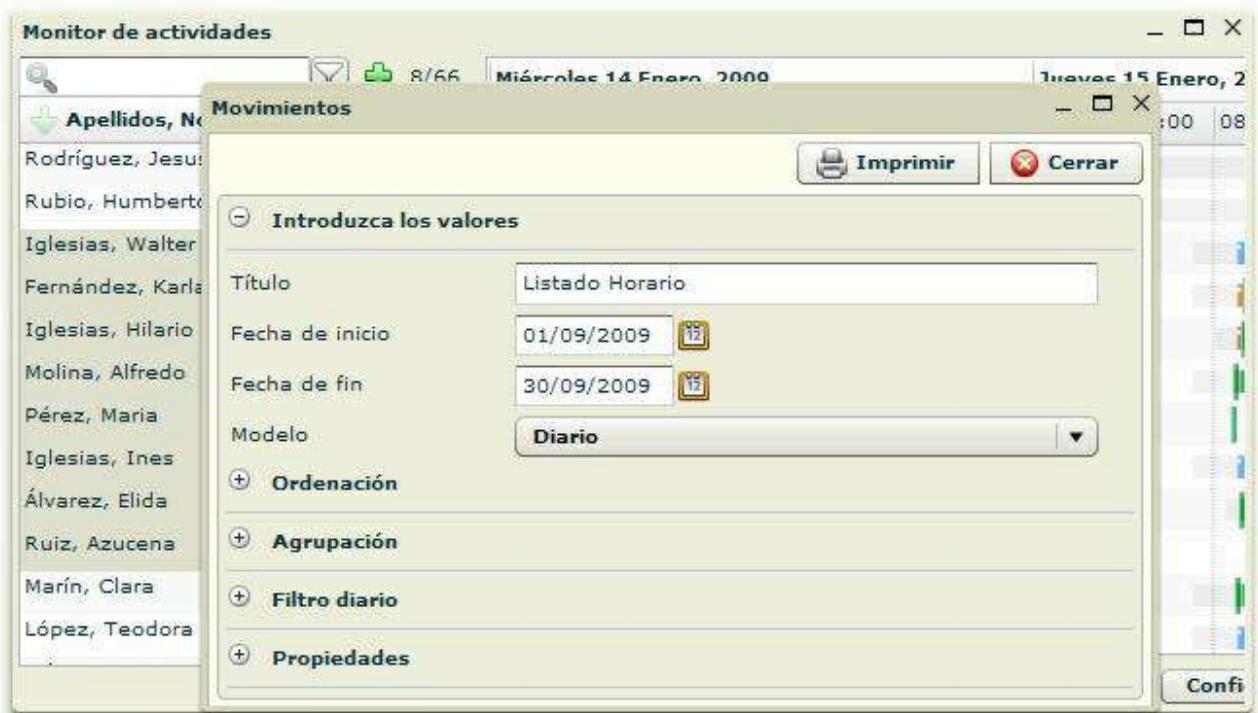 Monitor de actividades
8/66 Miércoles 14 Enero, 2009 Jueves 15 Enero, 2
Movimientos
Apellidos, No :00 08
Imprimir Cerrar
Rodríguez, Jesus
Rubio, Humberto
Introduzca los valores
Iglesias, Walter
Título Listado Horario
Fernández, Karla
Iglesias, Hilario
Fecha de inicio 01/09/2009
Molina, Alfredo
Fecha de fin 30/09/2009
Pérez, Maria
Modelo Diario
Iglesias, Ines
Ordenación
Álvarez, Elida
Ruiz, Azucena
Agrupación
Marín, Clara
Filtro diario
López, Teodora
Propiedades
Confi